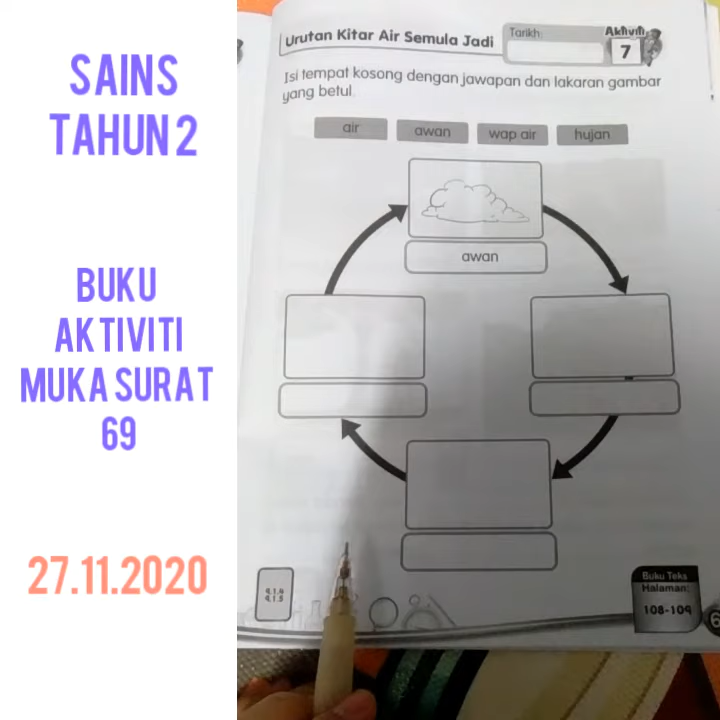 SAINS
TAHUN 2
BUKU
AKTIVITI
MUKA SURAT
69
27.11.2020
Urutan Kitar Air Semula Jadi
Tarikh:
Aktiviti
7
Isi tempat kosong dengan jawapan dan lakaran gambar
yang betul.
air awan wap air hujan
awan
9.1.4
9.1.5
Buku Teks
Halaman:
108-109